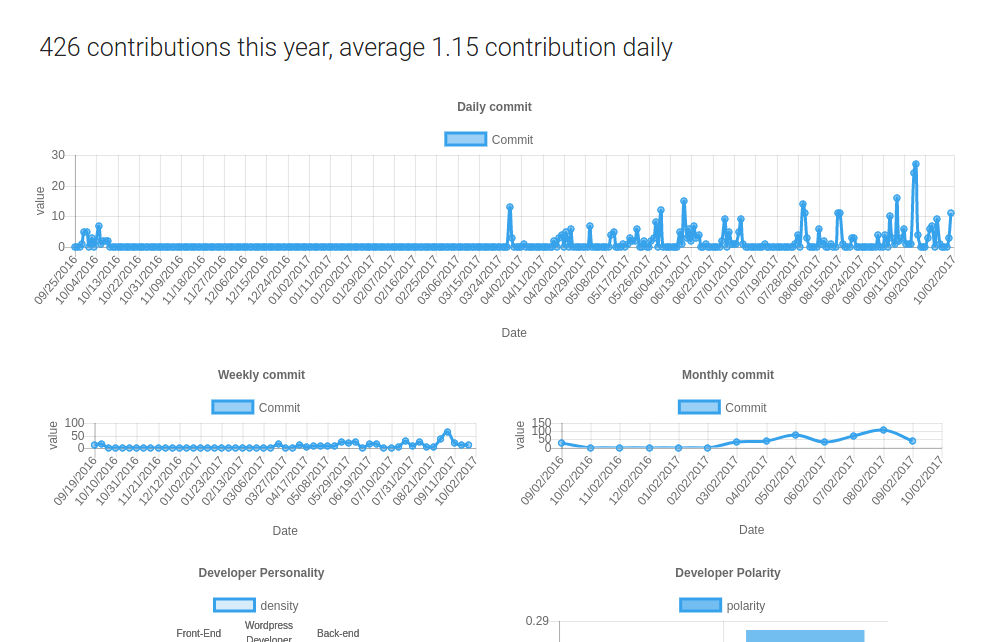 426 contributions this year, average 1.15 contribution daily
Daily commit
Commit
30
20
10
0
value
09/25/2016 10/04/2016 10/13/2016 10/22/2016 10/31/2016 11/09/2016 11/18/2016 11/27/2016 12/06/2016 12/15/2016 12/24/2016 01/02/2017 01/11/2017 01/20/2017 01/29/2017 02/07/2017 02/16/2017 02/25/2017 03/06/2017 03/15/2017 03/24/2017 04/02/2017 04/11/2017 04/20/2017 04/29/2017 05/08/2017 05/17/2017 05/26/2017 06/04/2017 06/13/2017 06/22/2017 07/01/2017 07/10/2017 07/19/2017 07/28/2017 08/06/2017 08/15/2017 08/24/2017 09/02/2017 09/11/2017 09/20/2017 10/02/2017
Date
Weekly commit
Commit
100
50
0
value
09/19/2016 10/10/2016 10/31/2016 11/21/2016 12/12/2016 01/02/2017 01/23/2017 02/13/2017 03/06/2017 03/27/2017 04/17/2017 05/08/2017 05/29/2017 06/19/2017 07/10/2017 07/31/2017 08/21/2017 09/11/2017 10/02/2017
Date
Monthly commit
Commit
150
100
50
0
value
09/02/2016 10/02/2016 11/02/2016 12/02/2016 01/02/2017 02/02/2017 03/02/2017 04/02/2017 05/02/2017 06/02/2017 07/02/2017 08/02/2017 09/02/2017 10/02/2017
Date
Developer Personality
density
Front-End
Wordpress
Developer
Back-end
Developer Polarity
polarity
0.29